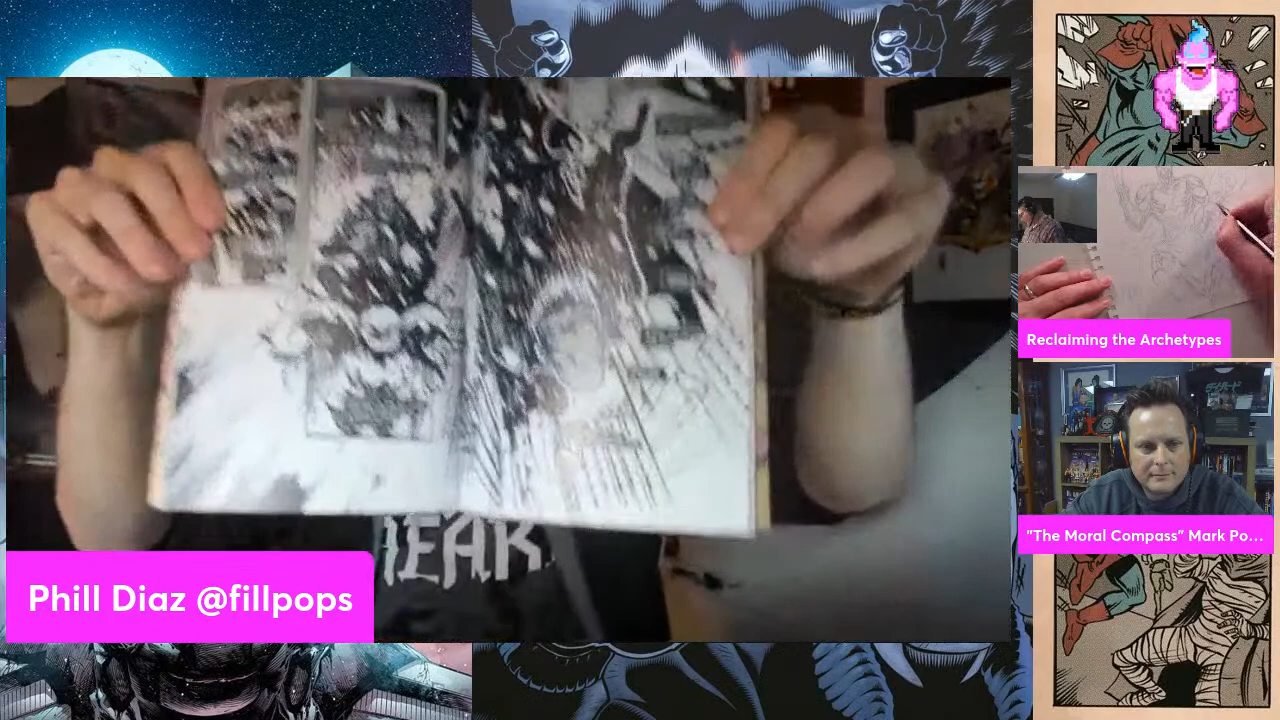 Reclaiming the Archetypes
"The Moral Compass" Mark Po...
Phill Diaz @fillpops